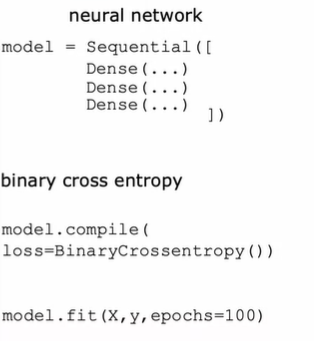 neural network
model = Sequential([
Dense(...)
Dense(...)
Dense(...)
])
binary cross entropy
model.compile(
loss=BinaryCrossentropy())
model.fit(X,y,epochs=100)